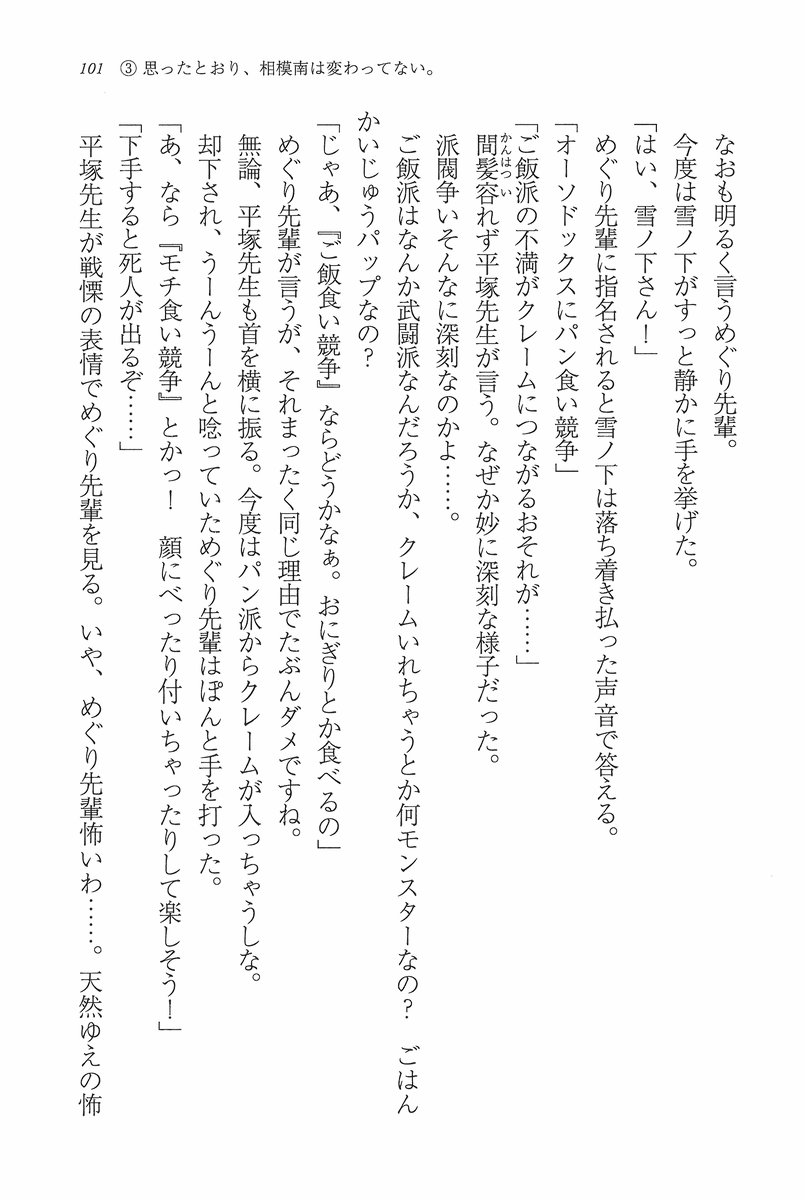 101　③ 思ったとおり、相模南は変わってない。
なおも明るく言うめぐり先輩。
今度は雪ノ下がすっと静かに手を挙げた。
「はい、雪ノ下さん！」
めぐり先輩に指名されると雪ノ下は落ち着き払った声音で答える。
「オーソドックスにパン食い競争」
「ご飯派の不満がクレームにつながるおそれが……」
かんはつい
間髪容れず平塚先生が言う。なぜか妙に深刻な様子だった。
派閥争いそんなに深刻なのかよ……。
ご飯派はなんか武闘派なんだろうか、クレームいれちゃうとか何モンスターなの？　ごはん
かいじゅうパップなの？
「じゃあ、『ご飯食い競争』ならどうかなぁ。おにぎりとか食べるの」
めぐり先輩が言うが、それまったく同じ理由でたぶんダメですね。
無論、平塚先生も首を横に振る。今度はパン派からクレームが入っちゃうしな。
却下され、うーんうーんと唸っていためぐり先輩はぽんと手を打った。
「あ、なら『モチ食い競争』とかっ！　顔にべったり付いちゃったりして楽しそう！」
「下手すると死人が出るぞ……」
平塚先生が戦慄の表情でめぐり先輩を見る。いや、めぐり先輩怖いわ……。天然ゆえの怖